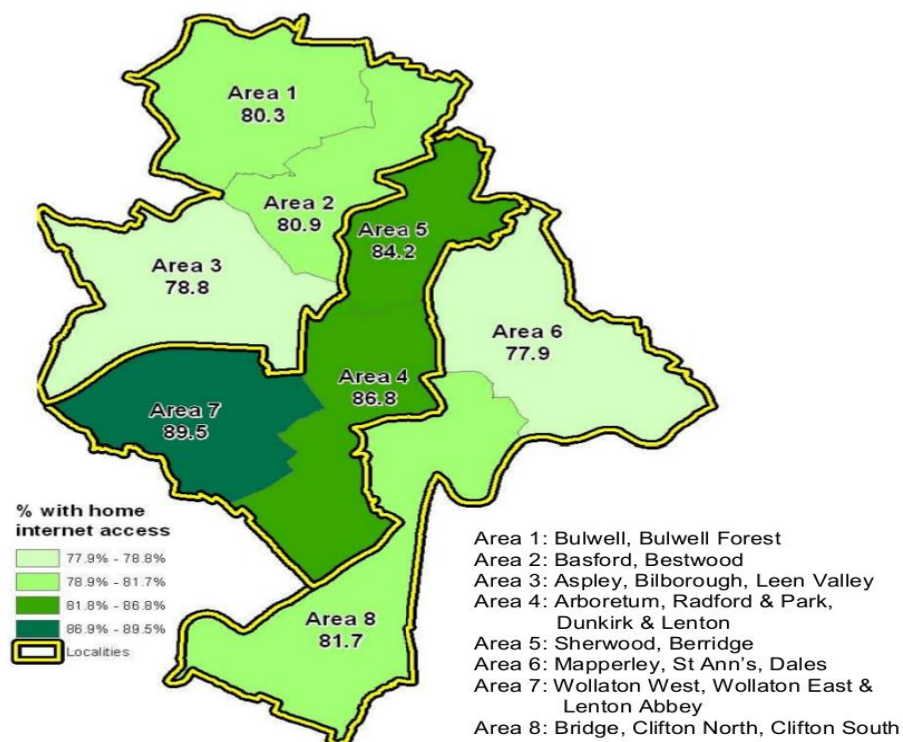 Area 1
80.3
Area 2
80.9
Area 5
84.2
Area 3
78.8
Area 6
77.9
Area 4
86.8
Area 7
89.5
Area 8
81.7
% with home
internet access
77.9% - 78.8%
78.9% - 81.7%
81.8% - 86.8%
86.9% - 89.5%
Localities
Area 1: Bulwell, Bulwell Forest
Area 2: Basford, Bestwood
Area 3: Aspley, Bilborough, Leen Valley
Area 4: Arboretum, Radford & Park,
Dunkirk & Lenton
Area 5: Sherwood, Berridge
Area 6: Mapperley, St Ann's, Dales
Area 7: Wollaton West, Wollaton East &
Lenton Abbey
Area 8: Bridge, Clifton North, Clifton South